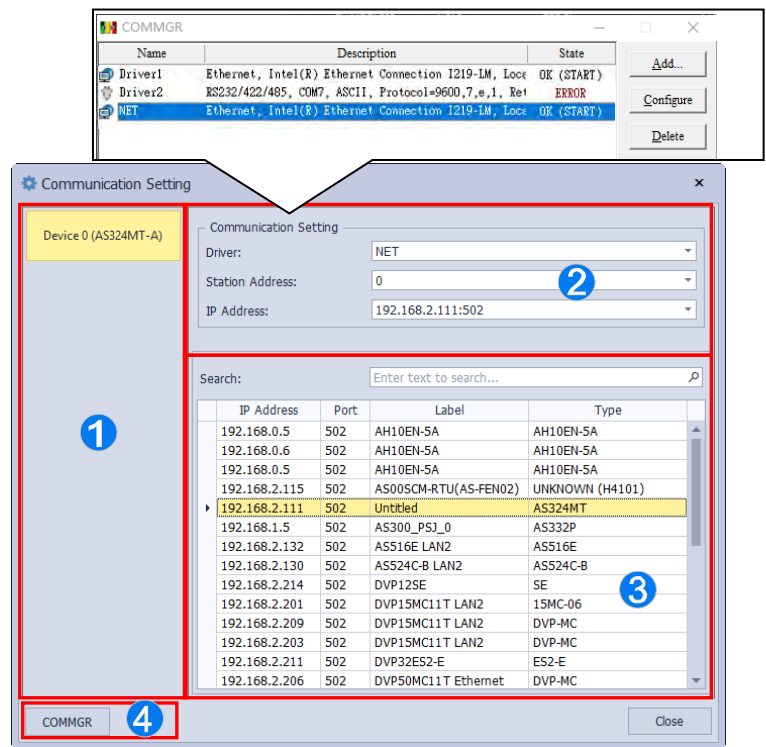 COMMGR
Name Description State
Driver1 Ethernet, Intel(R) Ethernet Connection I219-LM, Loca OK (START)
Driver2 RS232/422/485, COM7, ASCII, Protocol=9600,7,e,1, Ret ERROR
NET Ethernet, Intel(R) Ethernet Connection I219-LM, Loca OK (START)
Add...
Configure
Delete
Communication Setting
Device 0 (AS324MT-A)
1
Communication Setting
Driver: NET
Station Address: 0
IP Address: 192.168.2.111:502
2
Search: Enter text to search...
IP Address Port Label Type
192.168.0.5 502 AH10EN-5A AH10EN-5A
192.168.0.6 502 AH10EN-5A AH10EN-5A
192.168.0.5 502 AH10EN-5A AH10EN-5A
192.168.2.115 502 AS00SCM-RTU(AS-FEN02) UNKNOWN (H4101)
192.168.2.111 502 Untitled AS324MT
192.168.1.5 502 AS300_PSJ_0 AS332P
192.168.2.132 502 AS516E LAN2 AS516E
192.168.2.130 502 AS524C-B LAN2 AS524C-B
192.168.2.214 502 DVP12SE SE
192.168.2.201 502 DVP15MC11T LAN2 15MC-06
192.168.2.209 502 DVP15MC11T LAN2 DVP-MC
192.168.2.203 502 DVP15MC11T LAN2 DVP-MC
192.168.2.211 502 DVP32ES2-E ES2-E
192.168.2.206 502 DVP50MC11T Ethernet DVP-MC
3
COMMGR
4
Close